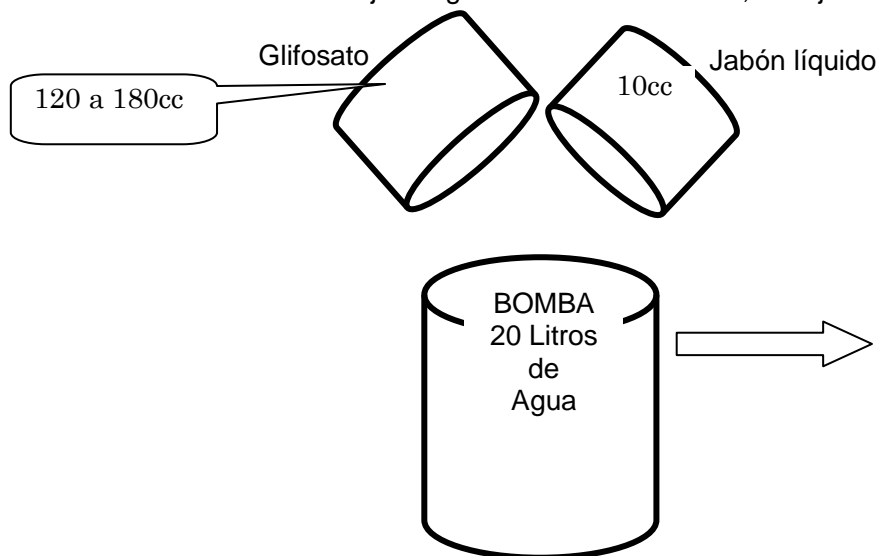 Glifosato
Jabón líquido
120 a 180cc
10cc
BOMBA
20 Litros
de
Agua